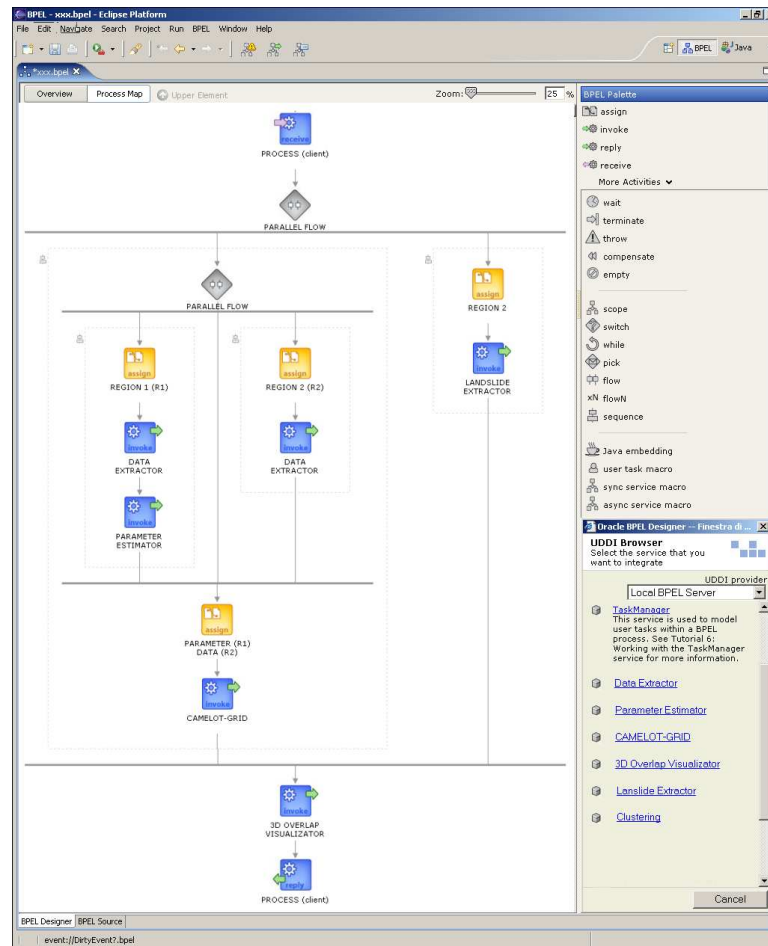 BPEL - xxx.bpel - Eclipse Platform
File Edit Navigate Search Project Run BPEL Window Help
BPEL Java
*xxx.bpel
Overview Process Map Upper Element Zoom: 25 %
receive
PROCESS (client)
PARALLEL FLOW
PARALLEL FLOW
assign
REGION 2
assign
REGION 1 (R1)
assign
REGION 2 (R2)
invoke
LANDSLIDE
EXTRACTOR
invoke
DATA
EXTRACTOR
invoke
DATA
EXTRACTOR
invoke
PARAMETER
ESTIMATOR
assign
PARAMETER (R1)
DATA (R2)
invoke
CAMELOT-GRID
invoke
3D OVERLAP
VISUALIZATOR
reply
PROCESS (client)
BPEL Palette
assign
invoke
reply
receive
More Activities
wait
terminate
throw
compensate
empty
scope
switch
while
pick
flow
xN flowN
sequence
Java embedding
user task macro
sync service macro
async service macro
Oracle BPEL Designer -- Finestra di ...
UDDI Browser
Select the service that you
want to integrate
UDDI provider
Local BPEL Server
TaskManager
This service is used to model
user tasks within a BPEL
process. See Tutorial 6:
Working with the TaskManager
service for more information.
Data Extractor
Parameter Estimator
CAMELOT-GRID
3D Overlap Visualizator
Lanslide Extractor
Clustering
Cancel
BPEL Designer BPEL Source
event://DirtyEvent?.bpel